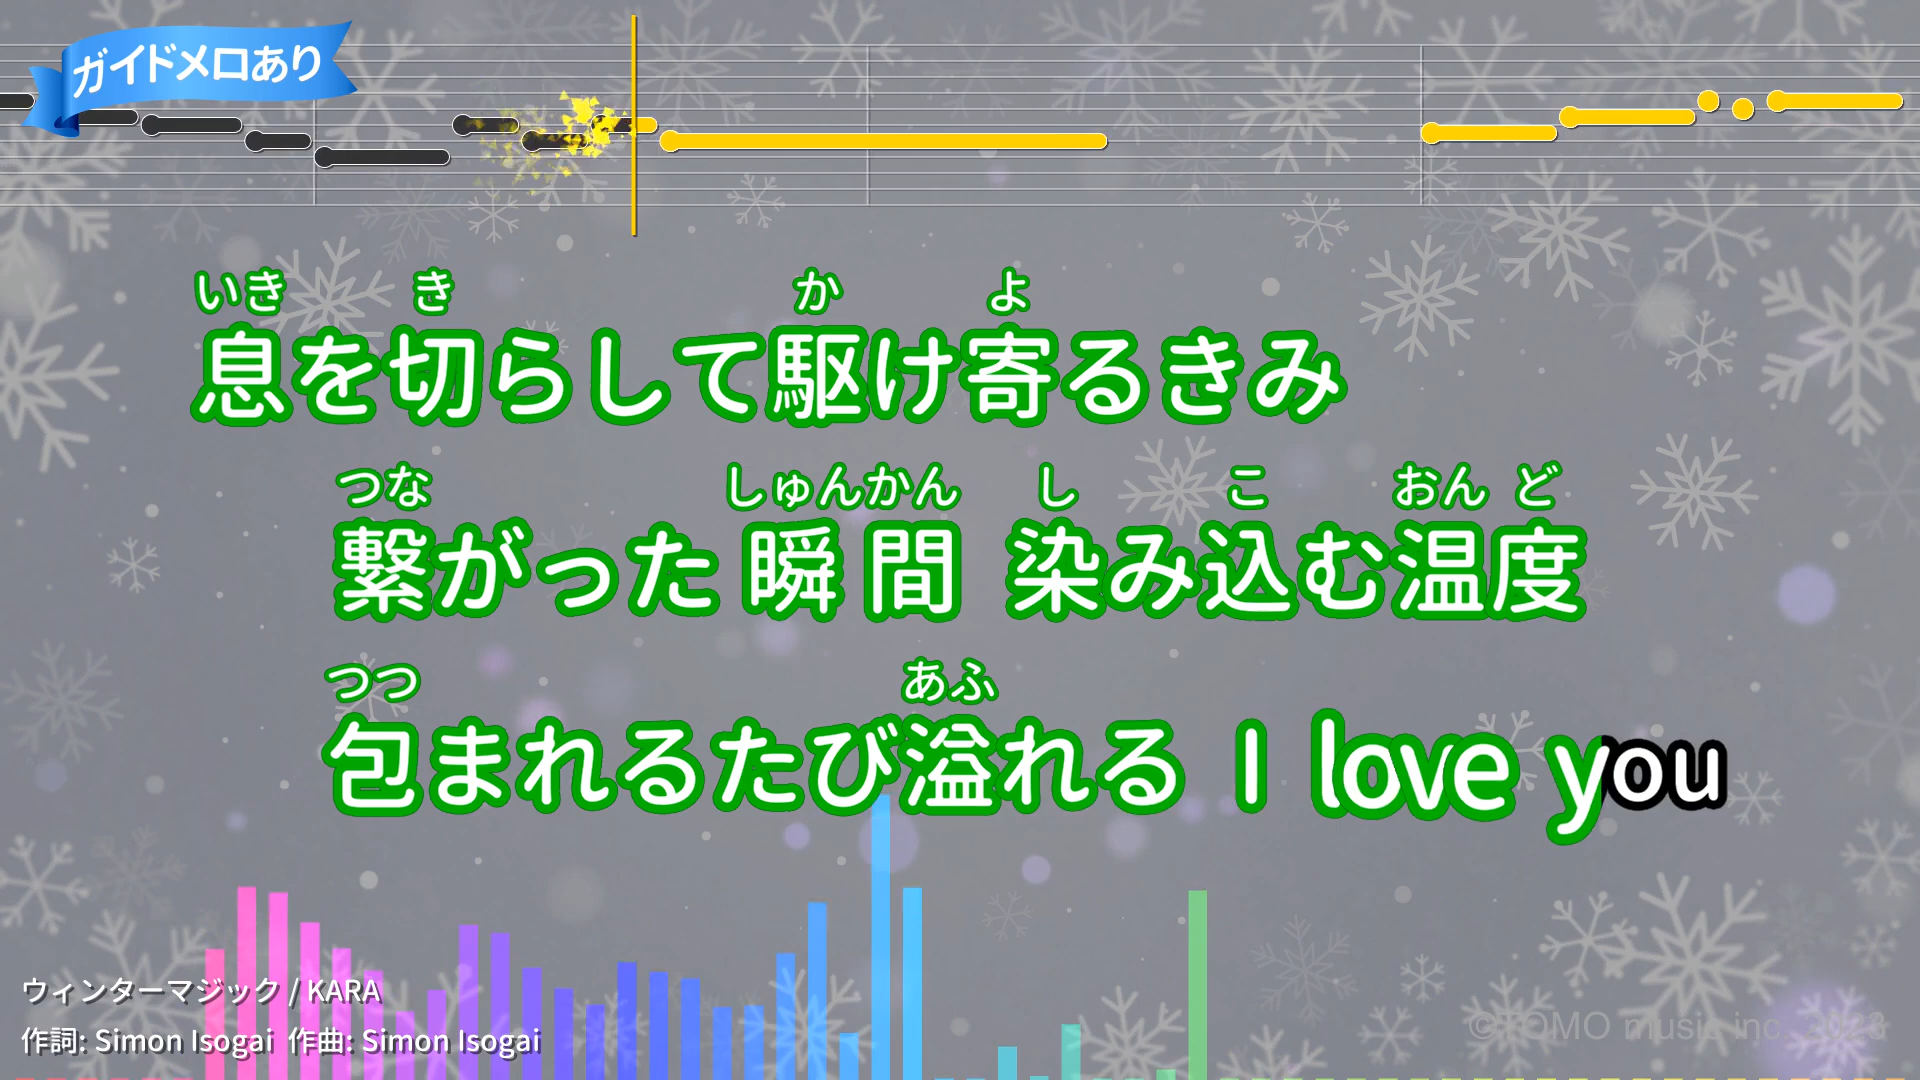 ガイドメロあり
いき き か よ
息を切らして駆け寄るきみ
つな しゅんかん し こ おん ど
繋がった瞬間 染み込む温度
つつ あふ
包まれるたび溢れる I love you
ウィンターマジック / KARA
作詞: Simon Isogai 作曲: Simon Isogai
©TOMO music inc. 2023